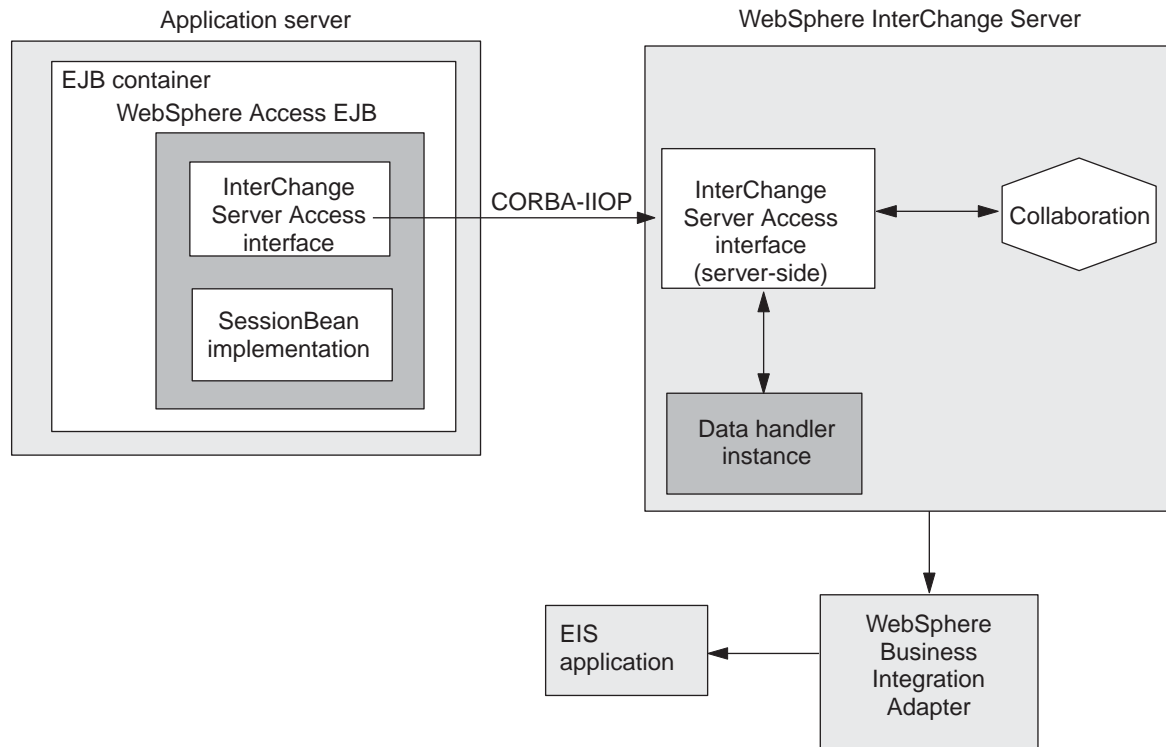 Application server
WebSphere InterChange Server
EJB container
WebSphere Access EJB
InterChange
Server Access
interface
SessionBean
implementation
CORBA-IIOP
InterChange
Server Access
interface
(server-side)
Collaboration
Data handler
instance
EIS
application
WebSphere
Business
Integration
Adapter